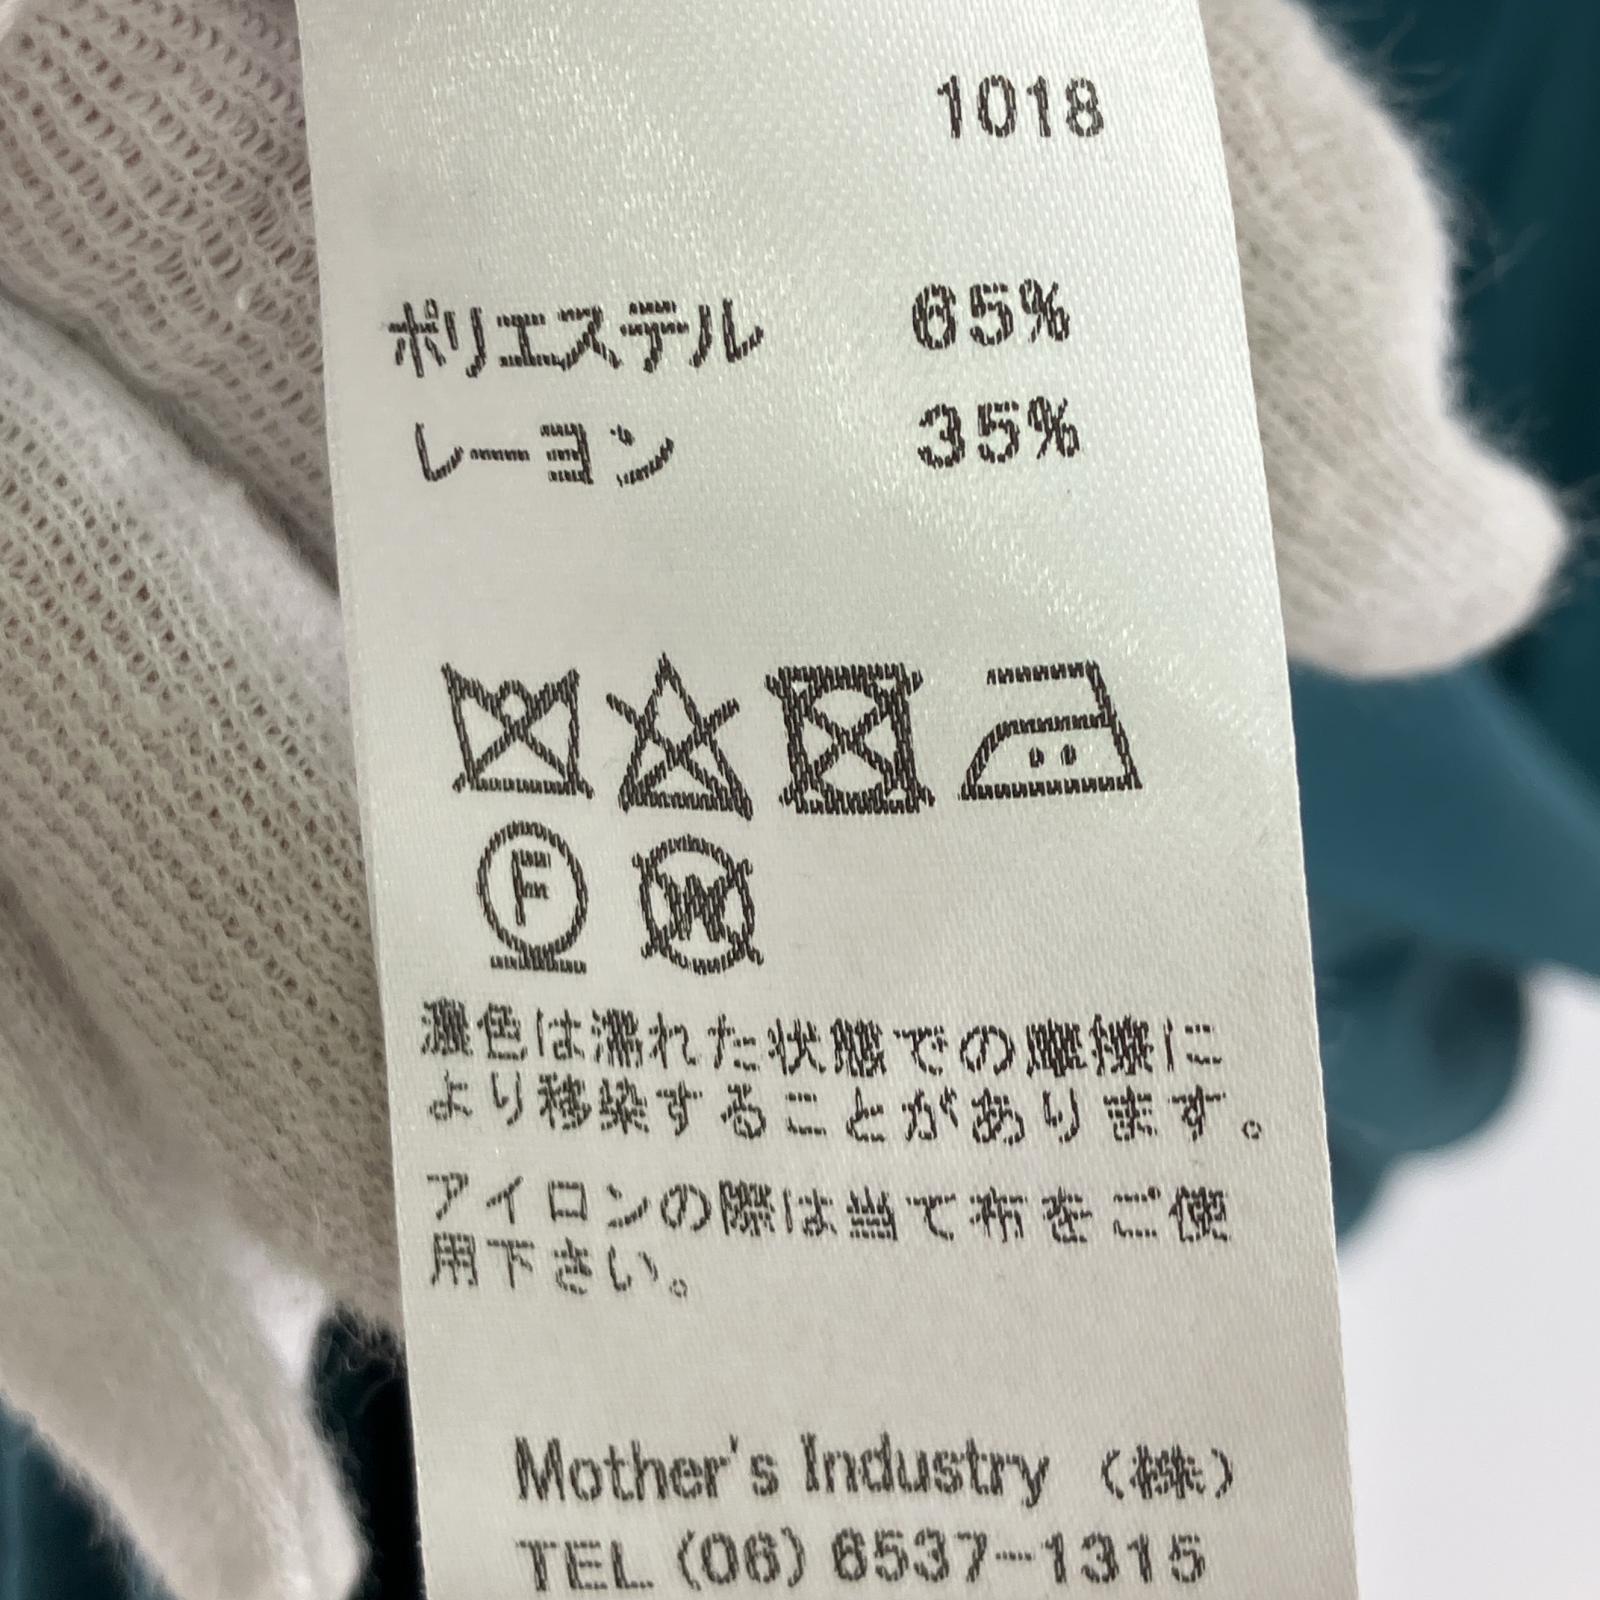 1018
ポリエステル 65%
レーヨン 35%
F
W
濃色は濡れた状態での摩擦に
より移染することがあります。
アイロンの際は当て布をご使
用下さい。
Mother's Industry (株)
TEL (06) 6537-1315